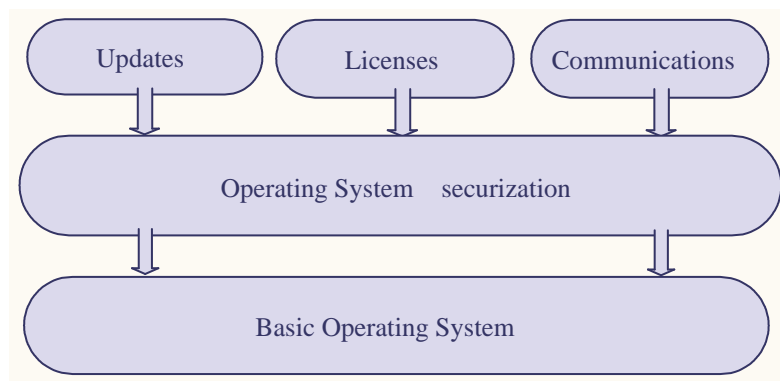 Updates
Licenses
Communications
Operating System securization
Basic Operating System